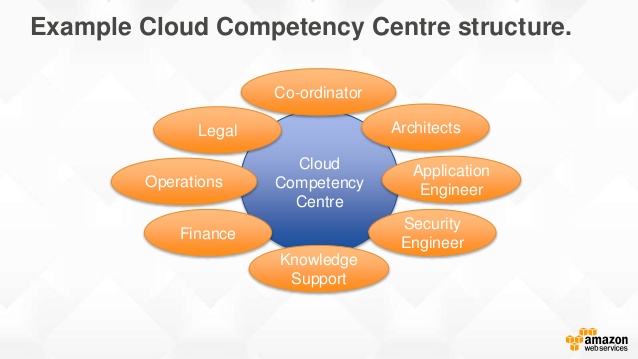 Example Cloud Competency Centre structure.
Co-ordinator
Legal
Architects
Cloud
Competency
Centre
Operations
Application
Engineer
Finance
Security
Engineer
Knowledge
Support
amazon
web services